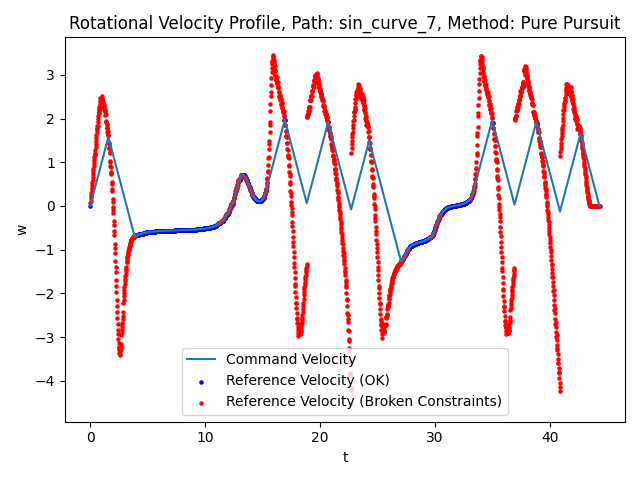 Rotational Velocity Profile, Path: sin_curve_7, Method: Pure Pursuit
3
2
1
0
−1
−2
−3
−4
w
Command Velocity
Reference Velocity (OK)
Reference Velocity (Broken Constraints)
0 10 20 30 40
t